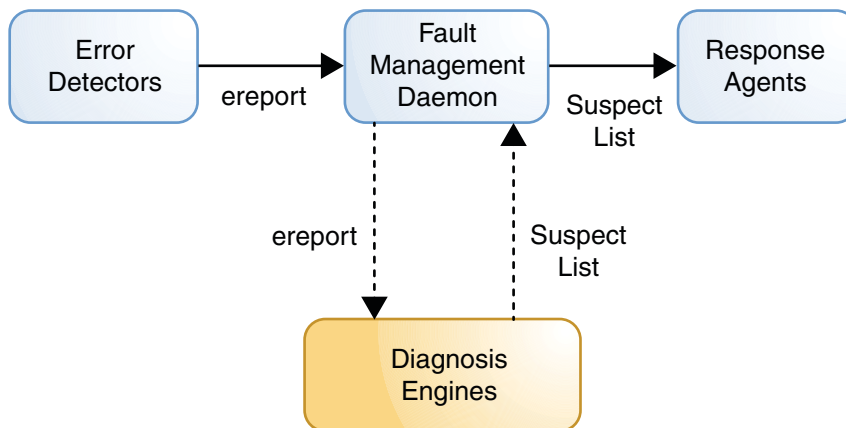 Error
Detectors
ereport
Fault
Management
Daemon
Suspect
List
Response
Agents
ereport
Suspect
List
Diagnosis
Engines